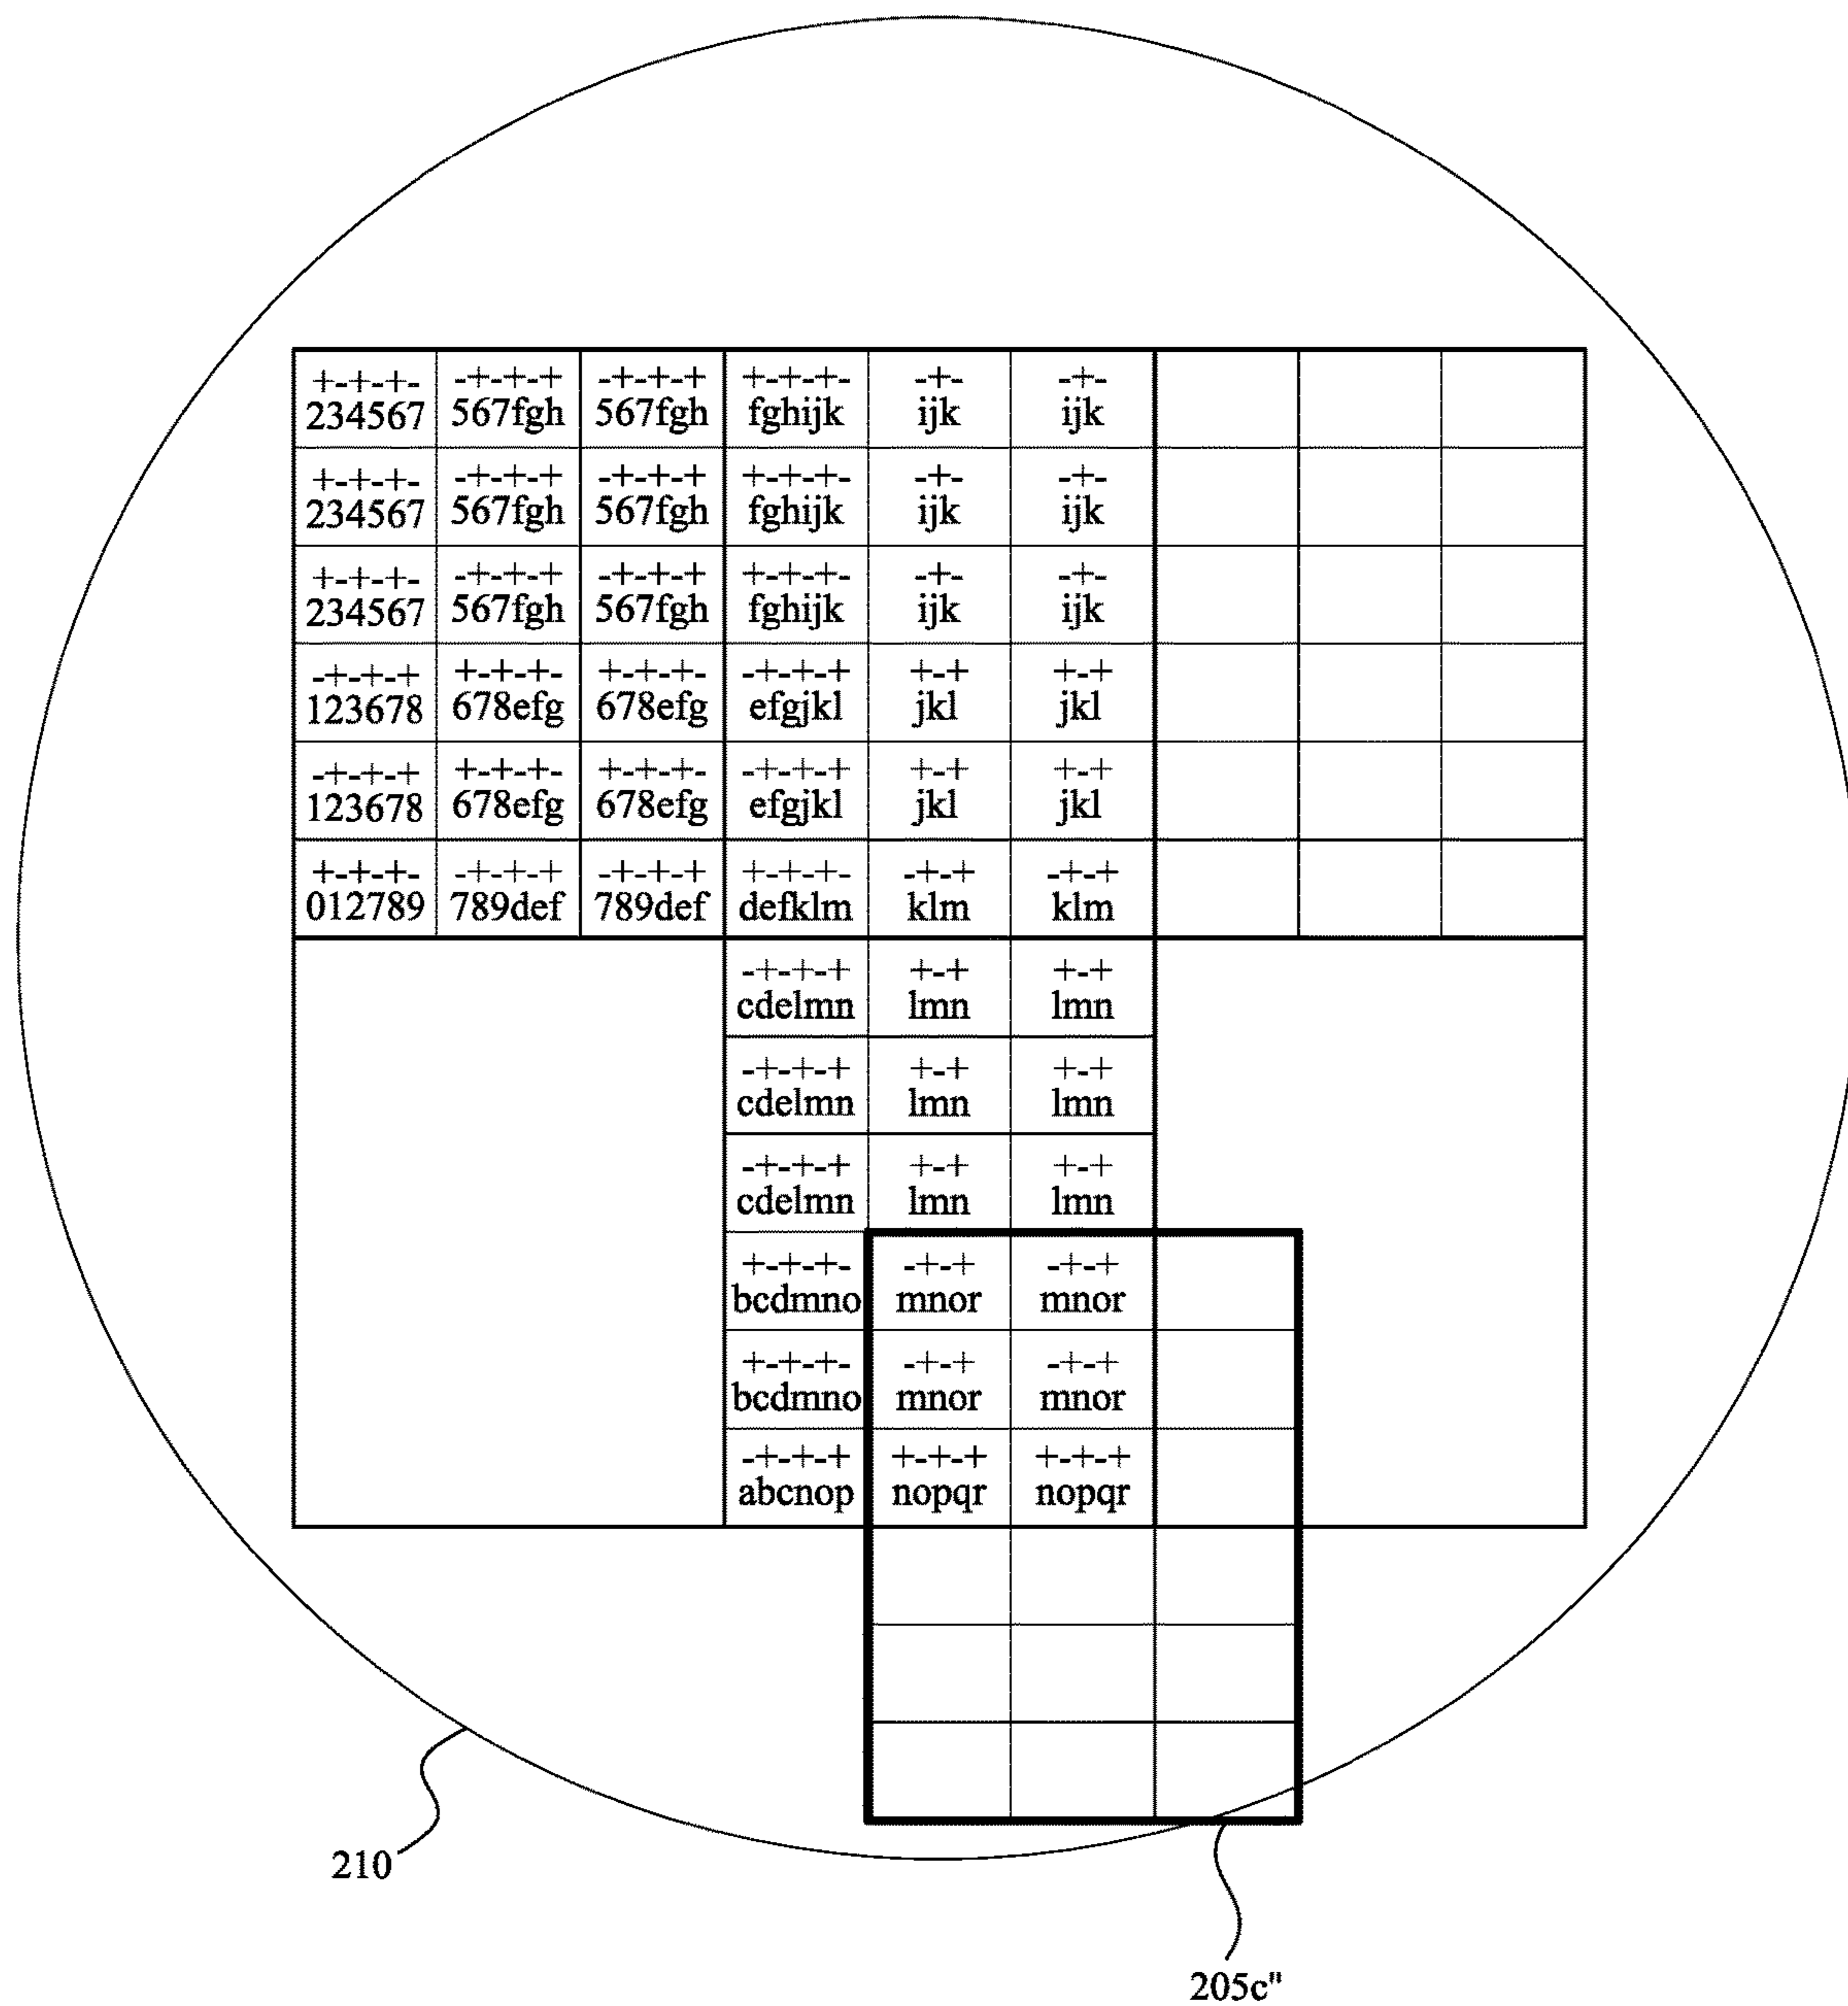 +-+-+- -+-+-+ -+-+-+ +-+-+- -+- -+-
234567 567fgh 567fgh fghijk ijk ijk
+-+-+- -+-+-+ -+-+-+ +-+-+- -+- -+-
234567 567fgh 567fgh fghijk ijk ijk
+-+-+- -+-+-+ -+-+-+ +-+-+- -+- -+-
234567 567fgh 567fgh fghijk ijk ijk
-+-+-+ +-+-+- +-+-+- -+-+-+ +-+ +-+
123678 678efg 678efg efgjkl jkl jkl
-+-+-+ +-+-+- +-+-+- -+-+-+ +-+ +-+
123678 678efg 678efg efgjkl jkl jkl
+-+-+- -+-+-+ -+-+-+ +-+-+- -+-+ -+-+
012789 789def 789def defklm klm klm
-+-+-+ +-+ +-+
cdelmn lmn lmn
-+-+-+ +-+ +-+
cdelmn lmn lmn
-+-+-+ +-+ +-+
cdelmn lmn lmn
+-+-+- -+-+ -+-+
bcdmno mnor mnor
+-+-+- -+-+ -+-+
bcdmno mnor mnor
-+-+-+ +-+-+ +-+-+
abcnop nopqr nopqr
210
205c"